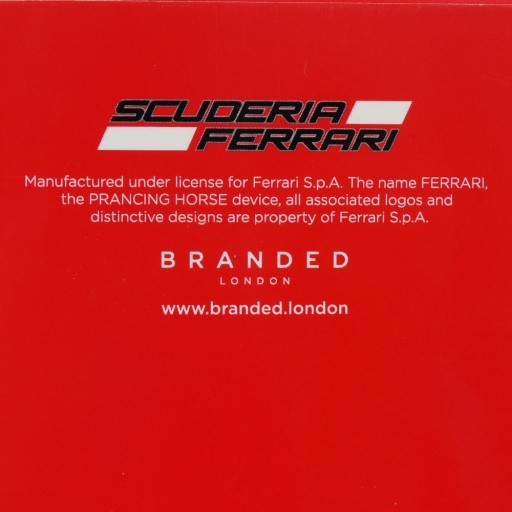 SCUDERIA
FERRARI
Manufactured under license for Ferrari S.p.A. The name FERRARI,
the PRANCING HORSE device, all associated logos and
distinctive designs are property of Ferrari S.p.A.
BRANDED
LONDON
www.branded.london